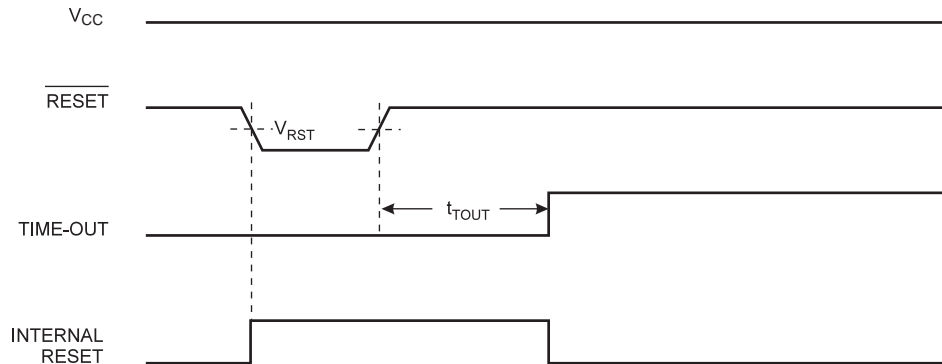 VCC
RESET
VRST
tTOUT
TIME-OUT
INTERNAL
RESET